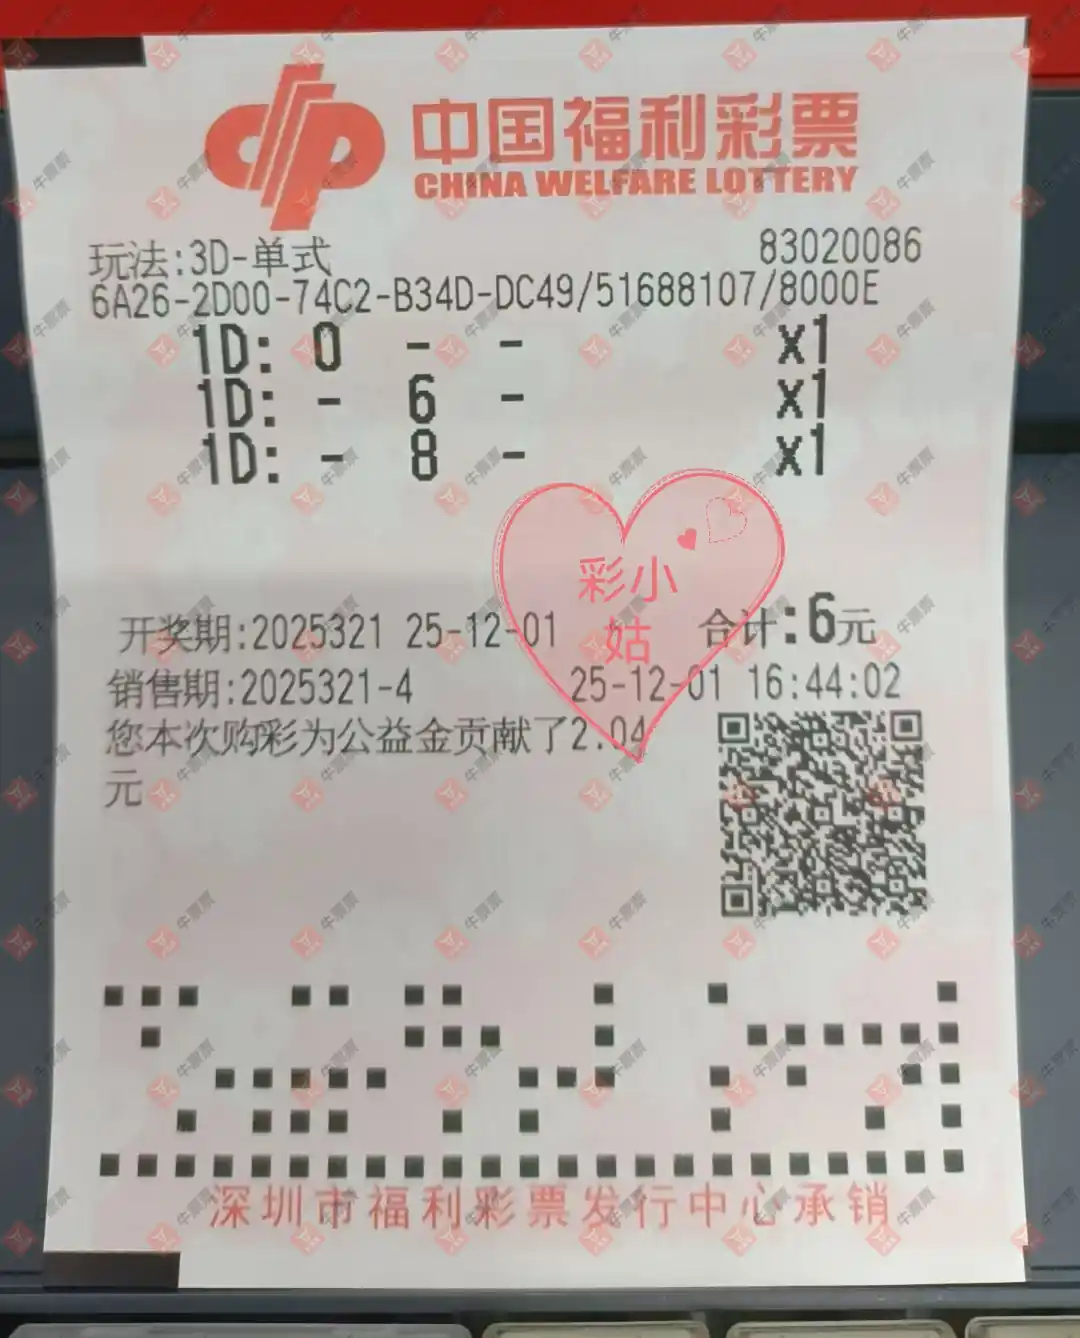 中国福利彩票
CHINA WELFARE LOTTERY
玩法:3D-单式 83020086
6A26-2D00-74C2-B34D-DC49/51688107/8000E
1D: 0 - - x1
1D: - 6 - x1
1D: - 8 - x1
彩小
姑
开奖期:2025321 25-12-01 合计:6元
销售期:2025321-4 25-12-01 16:44:02
您本次购彩为公益金贡献了2.04
元
深圳市福利彩票发行中心承销
牛票票